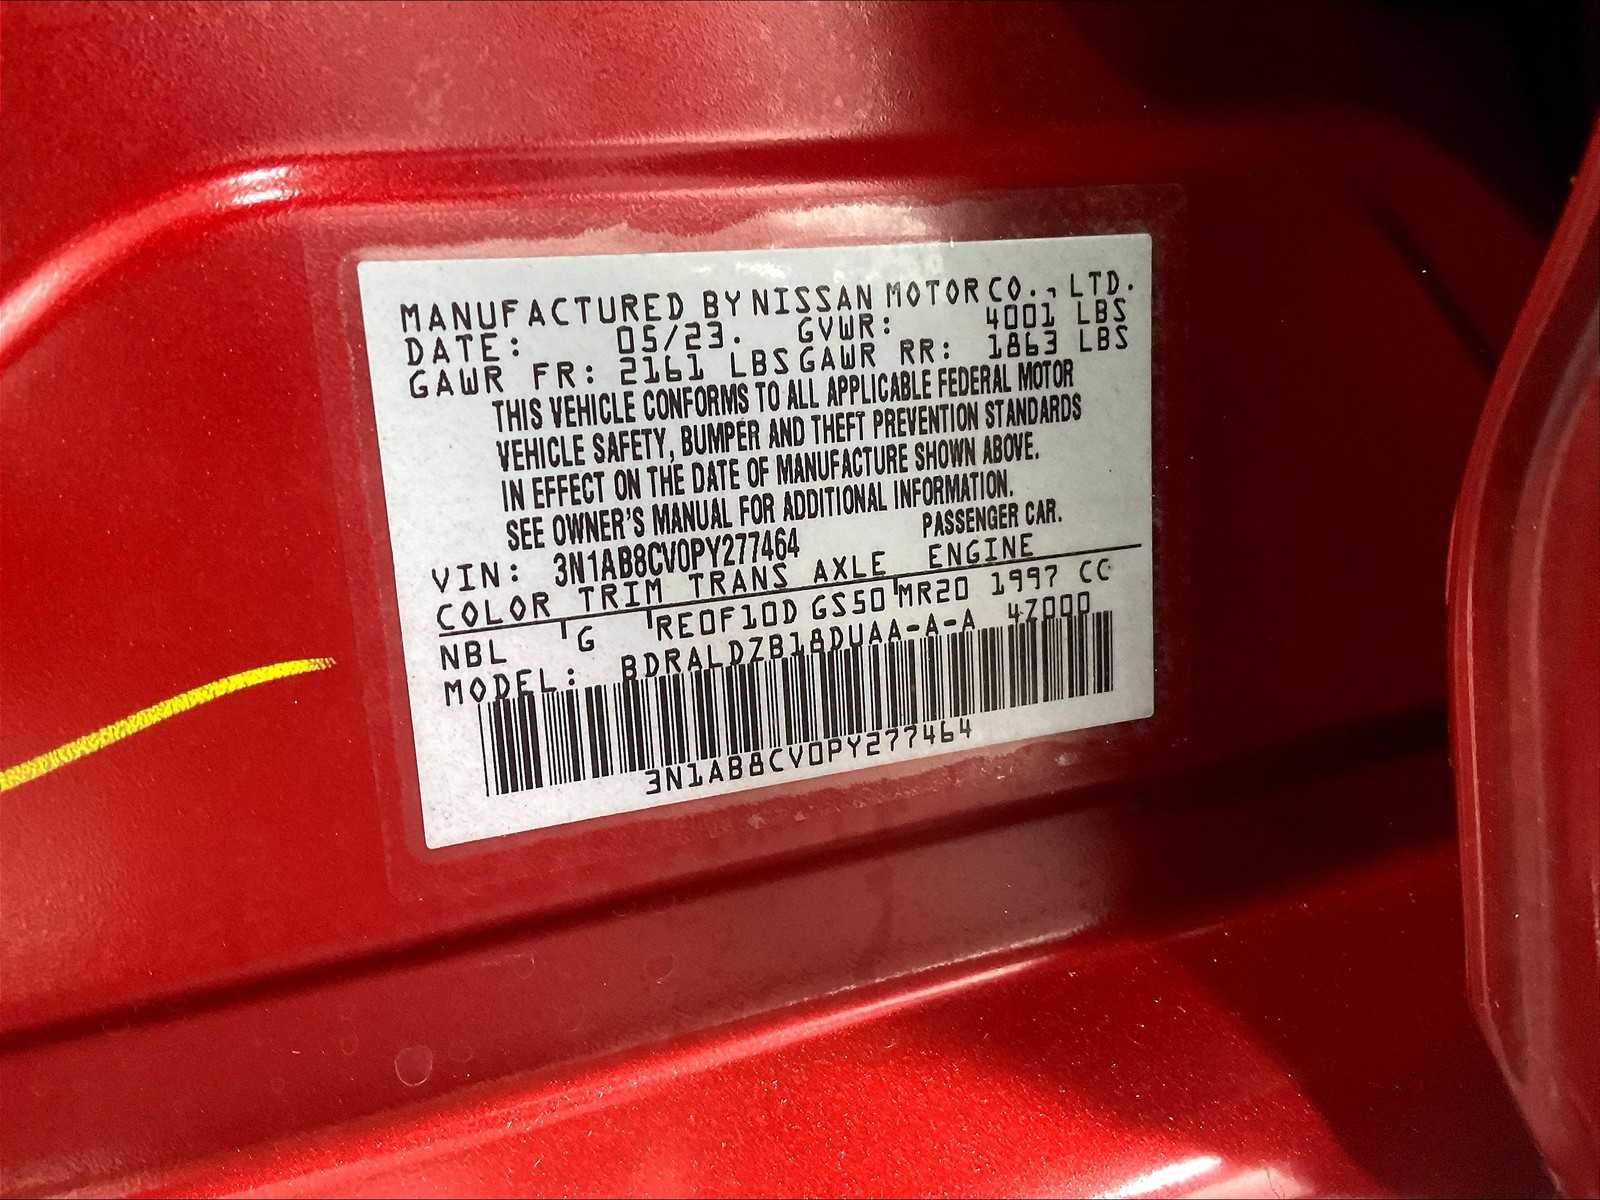 MANUFACTURED BY NISSAN MOTOR CO., LTD.
DATE: 05/23. GVWR: 4001 LBS
GAWR FR: 2161 LBS GAWR RR: 1863 LBS
THIS VEHICLE CONFORMS TO ALL APPLICABLE FEDERAL MOTOR
VEHICLE SAFETY, BUMPER AND THEFT PREVENTION STANDARDS
IN EFFECT ON THE DATE OF MANUFACTURE SHOWN ABOVE.
SEE OWNER'S MANUAL FOR ADDITIONAL INFORMATION.
VIN: 3N1AB8CV0PY277464 PASSENGER CAR.
COLOR TRIM TRANS AXLE ENGINE
NBL G RE0F10D GS50 MR20 1997 CC
MODEL: BDRALDZB18DUAA-A-A 4Z000
3N1AB8CV0PY277464